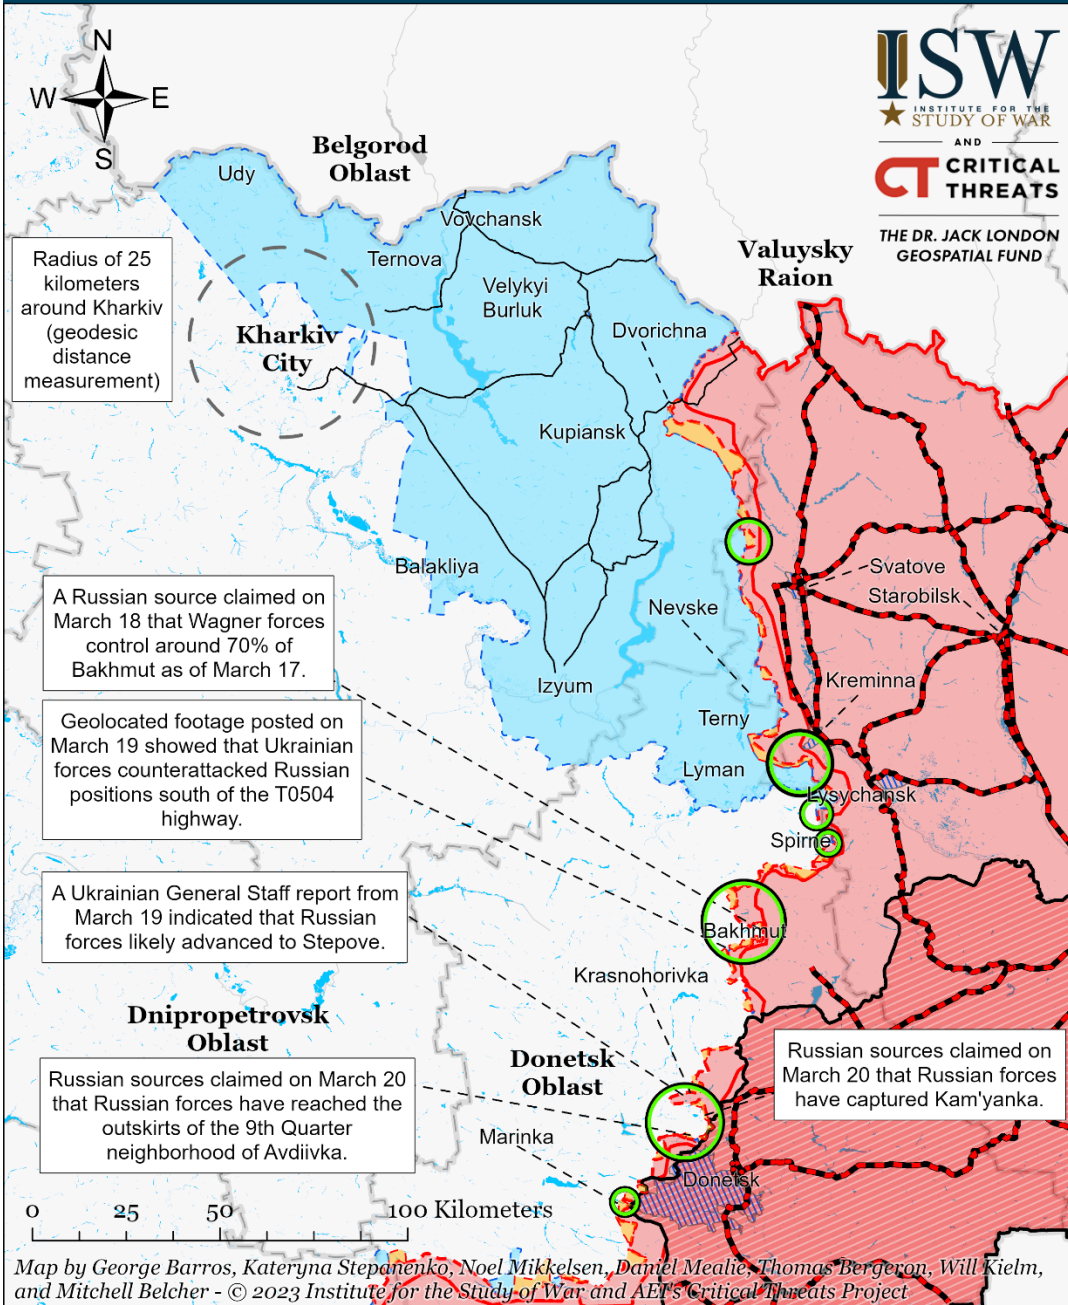 N
W E
S
ISW
INSTITUTE FOR THE
STUDY OF WAR
AND
CT CRITICAL
THREATS
THE DR. JACK LONDON
GEOSPATIAL FUND
Belgorod
Oblast
Udy
Vovchansk
Ternova
Velykyi
Burluk
Valuysky
Raion
Radius of 25
kilometers
around Kharkiv
(geodesic
distance
measurement)
Kharkiv
City
Dvorichna
Kupiansk
Balakliya
Svatove
Starobilsk
Nevske
A Russian source claimed on
March 18 that Wagner forces
control around 70% of
Bakhmut as of March 17.
Izyum
Kreminna
Terny
Geolocated footage posted on
March 19 showed that Ukrainian
forces counterattacked Russian
positions south of the T0504
highway.
Lyman
Lysychansk
Spirne
A Ukrainian General Staff report from
March 19 indicated that Russian
forces likely advanced to Stepove.
Bakhmut
Krasnohorivka
Dnipropetrovsk
Oblast
Donetsk
Oblast
Russian sources claimed on
March 20 that Russian forces
have captured Kam'yanka.
Russian sources claimed on March 20
that Russian forces have reached the
outskirts of the 9th Quarter
neighborhood of Avdiivka.
Marinka
Donetsk
0 25 50 100 Kilometers
Map by George Barros, Kateryna Stepanenko, Noel Mikkelsen, Daniel Mealie, Thomas Bergeron, Will Kielm,
and Mitchell Belcher - © 2023 Institute for the Study of War and AEI's Critical Threats Project